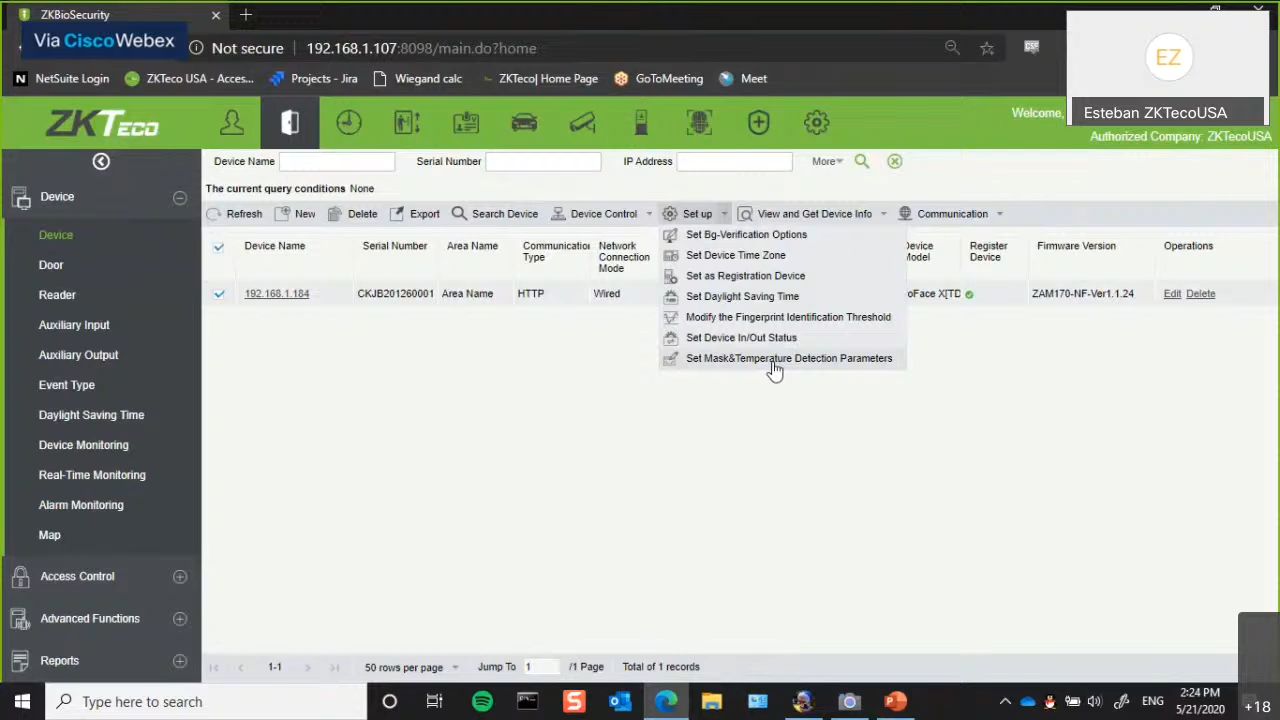 ZKBioSecurity
Via CiscoWebex
Not secure
192.168.1.107:8098/main.do?home
EZ
NetSuite Login
ZKTeco USA - Acces...
Projects - Jira
Wiegand calc
ZKTeco| Home Page
GoToMeeting
Meet
Esteban ZKTecoUSA
ZKTECO
Welcome,
Authorized Company: ZKTecoUSA
Device Name
Serial Number
IP Address
More
The current query conditions None
Refresh
New
Delete
Export
Search Device
Device Control
Set up
View and Get Device Info
Communication
Device Name
Serial Number
Area Name
Communication Type
Network Connection Mode
Register Device
Firmware Version
Operations
192.168.1.184
CKJB201260001
Area Name
HTTP
Wired
oFace X[TD
ZAM170-NF-Ver1.1.24
Edit Delete
Set Bg-Verification Options
Set Device Time Zone
Set as Registration Device
Set Daylight Saving Time
Modify the Fingerprint Identification Threshold
Set Device In/Out Status
Set Mask&Temperature Detection Parameters
Device
Device
Door
Reader
Auxiliary Input
Auxiliary Output
Event Type
Daylight Saving Time
Device Monitoring
Real-Time Monitoring
Alarm Monitoring
Map
Access Control
Advanced Functions
Reports
1-1
50 rows per page
Jump To
1
/1 Page
Total of 1 records
Type here to search
ENG
2:24 PM
5/21/2020
+18